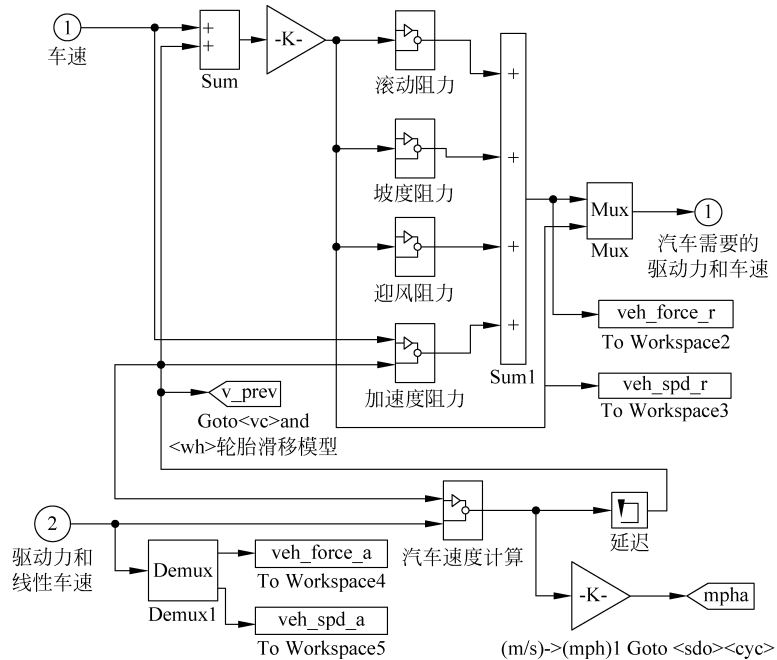 1
车速
+
+
Sum
-K-
滚动阻力
坡度阻力
迎风阻力
加速度阻力
+
+
+
+
Sum1
Mux
Mux
1
汽车需要的
驱动力和车速
veh_force_r
To Workspace2
veh_spd_r
To Workspace3
v_prev
Goto<vc>and
<wh>轮胎滑移模型
2
驱动力和
线性车速
Demux
Demux1
veh_force_a
To Workspace4
veh_spd_a
To Workspace5
汽车速度计算
延迟
-K-
mpha
(m/s)->(mph)1 Goto <sdo><cyc>